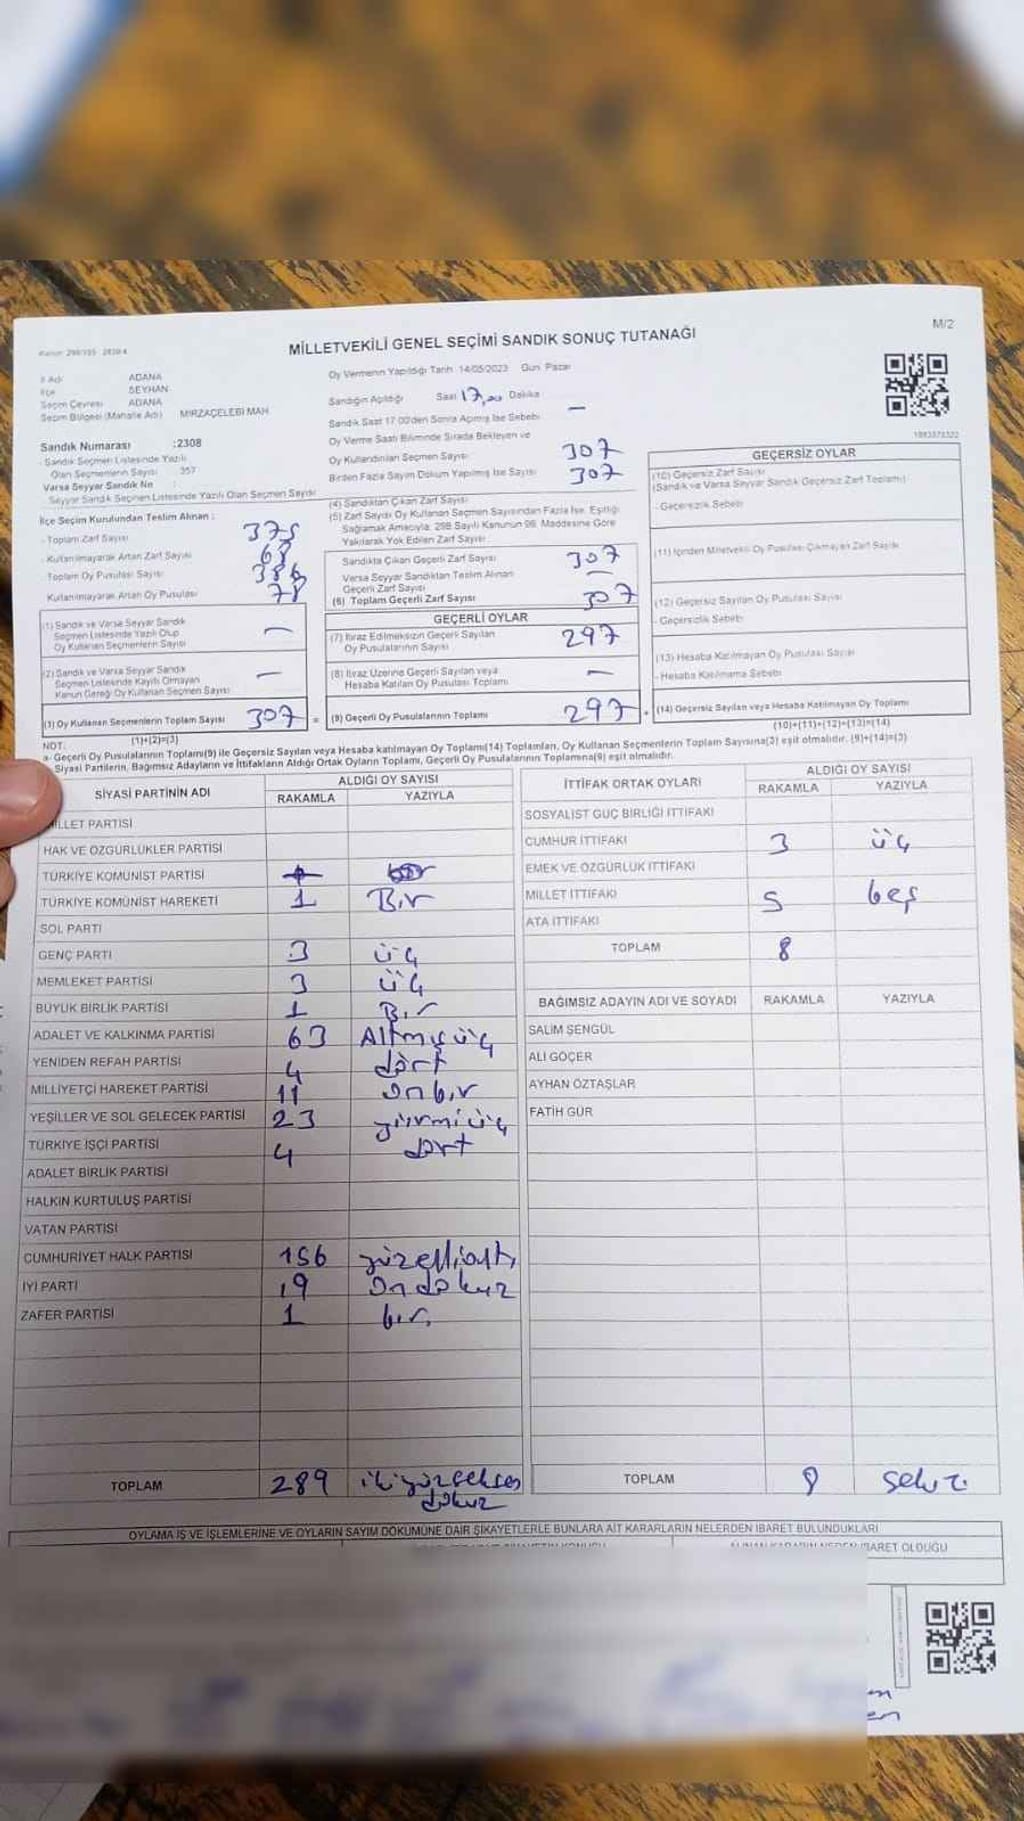 M/2
MİLLETVEKİLİ GENEL SEÇİMİ SANDIK SONUÇ TUTANAĞI
İl Adı ADANA
İlçe SEYHAN
Seçim Çevresi ADANA
Seçim Bölgesi (Mahalle Adı) MİRZAÇELEBİ MAH.
Sandık Numarası :2308
- Sandık Seçmen Listesinde Yazılı
Olan Seçmenlerin Sayısı : 357
Varsa Seyyar Sandık No :
Seyyar Sandık Seçmen Listesinde Yazılı Olan Seçmen Sayısı
Oy Vermenin Yapıldığı Tarih 14/05/2023 Gün Pazar
Sandığın Açıldığı Saat 17,00 Dakika
Sandık Saat 17:00'den Sonra Açılmış İse Sebebi —
Oy Verme Saati Bitiminde Sırada Bekleyen ve
Oy Kullandırılan Seçmen Sayısı 307
Birden Fazla Sayım Döküm Yapılmış İse Sayısı 307
İlçe Seçim Kurulundan Teslim Alınan :
- Toplam Zarf Sayısı 375
- Kullanılmayarak Artan Zarf Sayısı 68
Toplam Oy Pusulası Sayısı
Kullanılmayarak Artan Oy Pusulası 78
(1) Sandık ve Varsa Seyyar Sandık
Seçmen Listesinde Yazılı Olup
Oy Kullanan Seçmenlerin Sayısı —
(2) Sandık ve Varsa Seyyar Sandık
Seçmen Listesinde Kayıtlı Olmayan
Kanun Gereği Oy Kullanan Seçmen Sayısı —
(3) Oy Kullanan Seçmenlerin Toplam Sayısı 307 =
(1)+(2)=(3)
(4) Sandıktan Çıkan Zarf Sayısı
(5) Zarf Sayısı Oy Kullanan Seçmen Sayısından Fazla İse, Eşitliği
Sağlamak Amacıyla; 298 Sayılı Kanunun 98. Maddesine Göre
Yakılarak Yok Edilen Zarf Sayısı
Sandıkta Çıkan Geçerli Zarf Sayısı 307
Varsa Seyyar Sandıktan Teslim Alınan
Geçerli Zarf Sayısı —
(6) Toplam Geçerli Zarf Sayısı 307
GEÇERLİ OYLAR
(7) İtiraz Edilmeksizin Geçerli Sayılan
Oy Pusulalarının Sayısı 297
(8) İtiraz Üzerine Geçerli Sayılan veya
Hesaba Katılan Oy Pusulası Toplamı —
(9) Geçerli Oy Pusulalarının Toplamı 297 +
GEÇERSİZ OYLAR
(10) Geçersiz Zarf Sayısı
(Sandık ve Varsa Seyyar Sandık Geçersiz Zarf Toplamı)
- Geçersizlik Sebebi
(11) İçinden Milletvekili Oy Pusulası Çıkmayan Zarf Sayısı
(12) Geçersiz Sayılan Oy Pusulası Sayısı
- Geçersizlik Sebebi
(13) Hesaba Katılmayan Oy Pusulası Sayısı
- Hesaba Katılmama Sebebi
(14) Geçersiz Sayılan veya Hesaba Katılmayan Oy Toplamı
(10)+(11)+(12)+(13)=(14)
NOT:
a- Geçerli Oy Pusulalarının Toplamı(9) ile Geçersiz Sayılan veya Hesaba katılmayan Oy Toplamı(14) Toplamları, Oy Kullanan Seçmenlerin Toplam Sayısına(3) eşit olmalıdır. (9)+(14)=(3)
Siyasi Partilerin, Bağımsız Adayların ve İttifakların Aldığı Ortak Oyların Toplamı, Geçerli Oy Pusulalarının Toplamına(9) eşit olmalıdır.
SİYASİ PARTİNİN ADI ALDIĞI OY SAYISI
RAKAMLA YAZIYLA
MİLLET PARTİSİ
HAK VE ÖZGÜRLÜKLER PARTİSİ
TÜRKİYE KOMÜNİST PARTİSİ
TÜRKİYE KOMÜNİST HAREKETİ 1 Bir
SOL PARTİ
GENÇ PARTİ 3 üç
MEMLEKET PARTİSİ 3 üç
BÜYÜK BİRLİK PARTİSİ 1 Bir
ADALET VE KALKINMA PARTİSİ 63 Altmışüç
YENİDEN REFAH PARTİSİ 4 dört
MİLLİYETÇİ HAREKET PARTİSİ 11 onbir
YEŞİLLER VE SOL GELECEK PARTİSİ 23 yirmiüç
TÜRKİYE İŞÇİ PARTİSİ 4 dört
ADALET BİRLİK PARTİSİ
HALKIN KURTULUŞ PARTİSİ
VATAN PARTİSİ
CUMHURİYET HALK PARTİSİ 156 yüzelliαltı
İYİ PARTİ 19 ondokuz
ZAFER PARTİSİ 1 bir
TOPLAM 289 ikiyüzseksen
dokuz
İTTİFAK ORTAK OYLARI ALDIĞI OY SAYISI
RAKAMLA YAZIYLA
SOSYALİST GÜÇ BİRLİĞİ İTTİFAKI
CUMHUR İTTİFAKI 3 üç
EMEK VE ÖZGÜRLÜK İTTİFAKI
MİLLET İTTİFAKI 5 beş
ATA İTTİFAKI
TOPLAM 8
BAĞIMSIZ ADAYIN ADI VE SOYADI RAKAMLA YAZIYLA
SALİM ŞENGÜL
ALİ GÖÇER
AYHAN ÖZTAŞLAR
FATİH GÜR
TOPLAM 8 sekiz
OYLAMA İŞ VE İŞLEMLERİNE VE OYLARIN SAYIM DÖKÜMÜNE DAİR ŞİKAYETLERLE BUNLARA AİT KARARLARIN NELERDEN İBARET BULUNDUKLARI
İBARET OLDUĞU